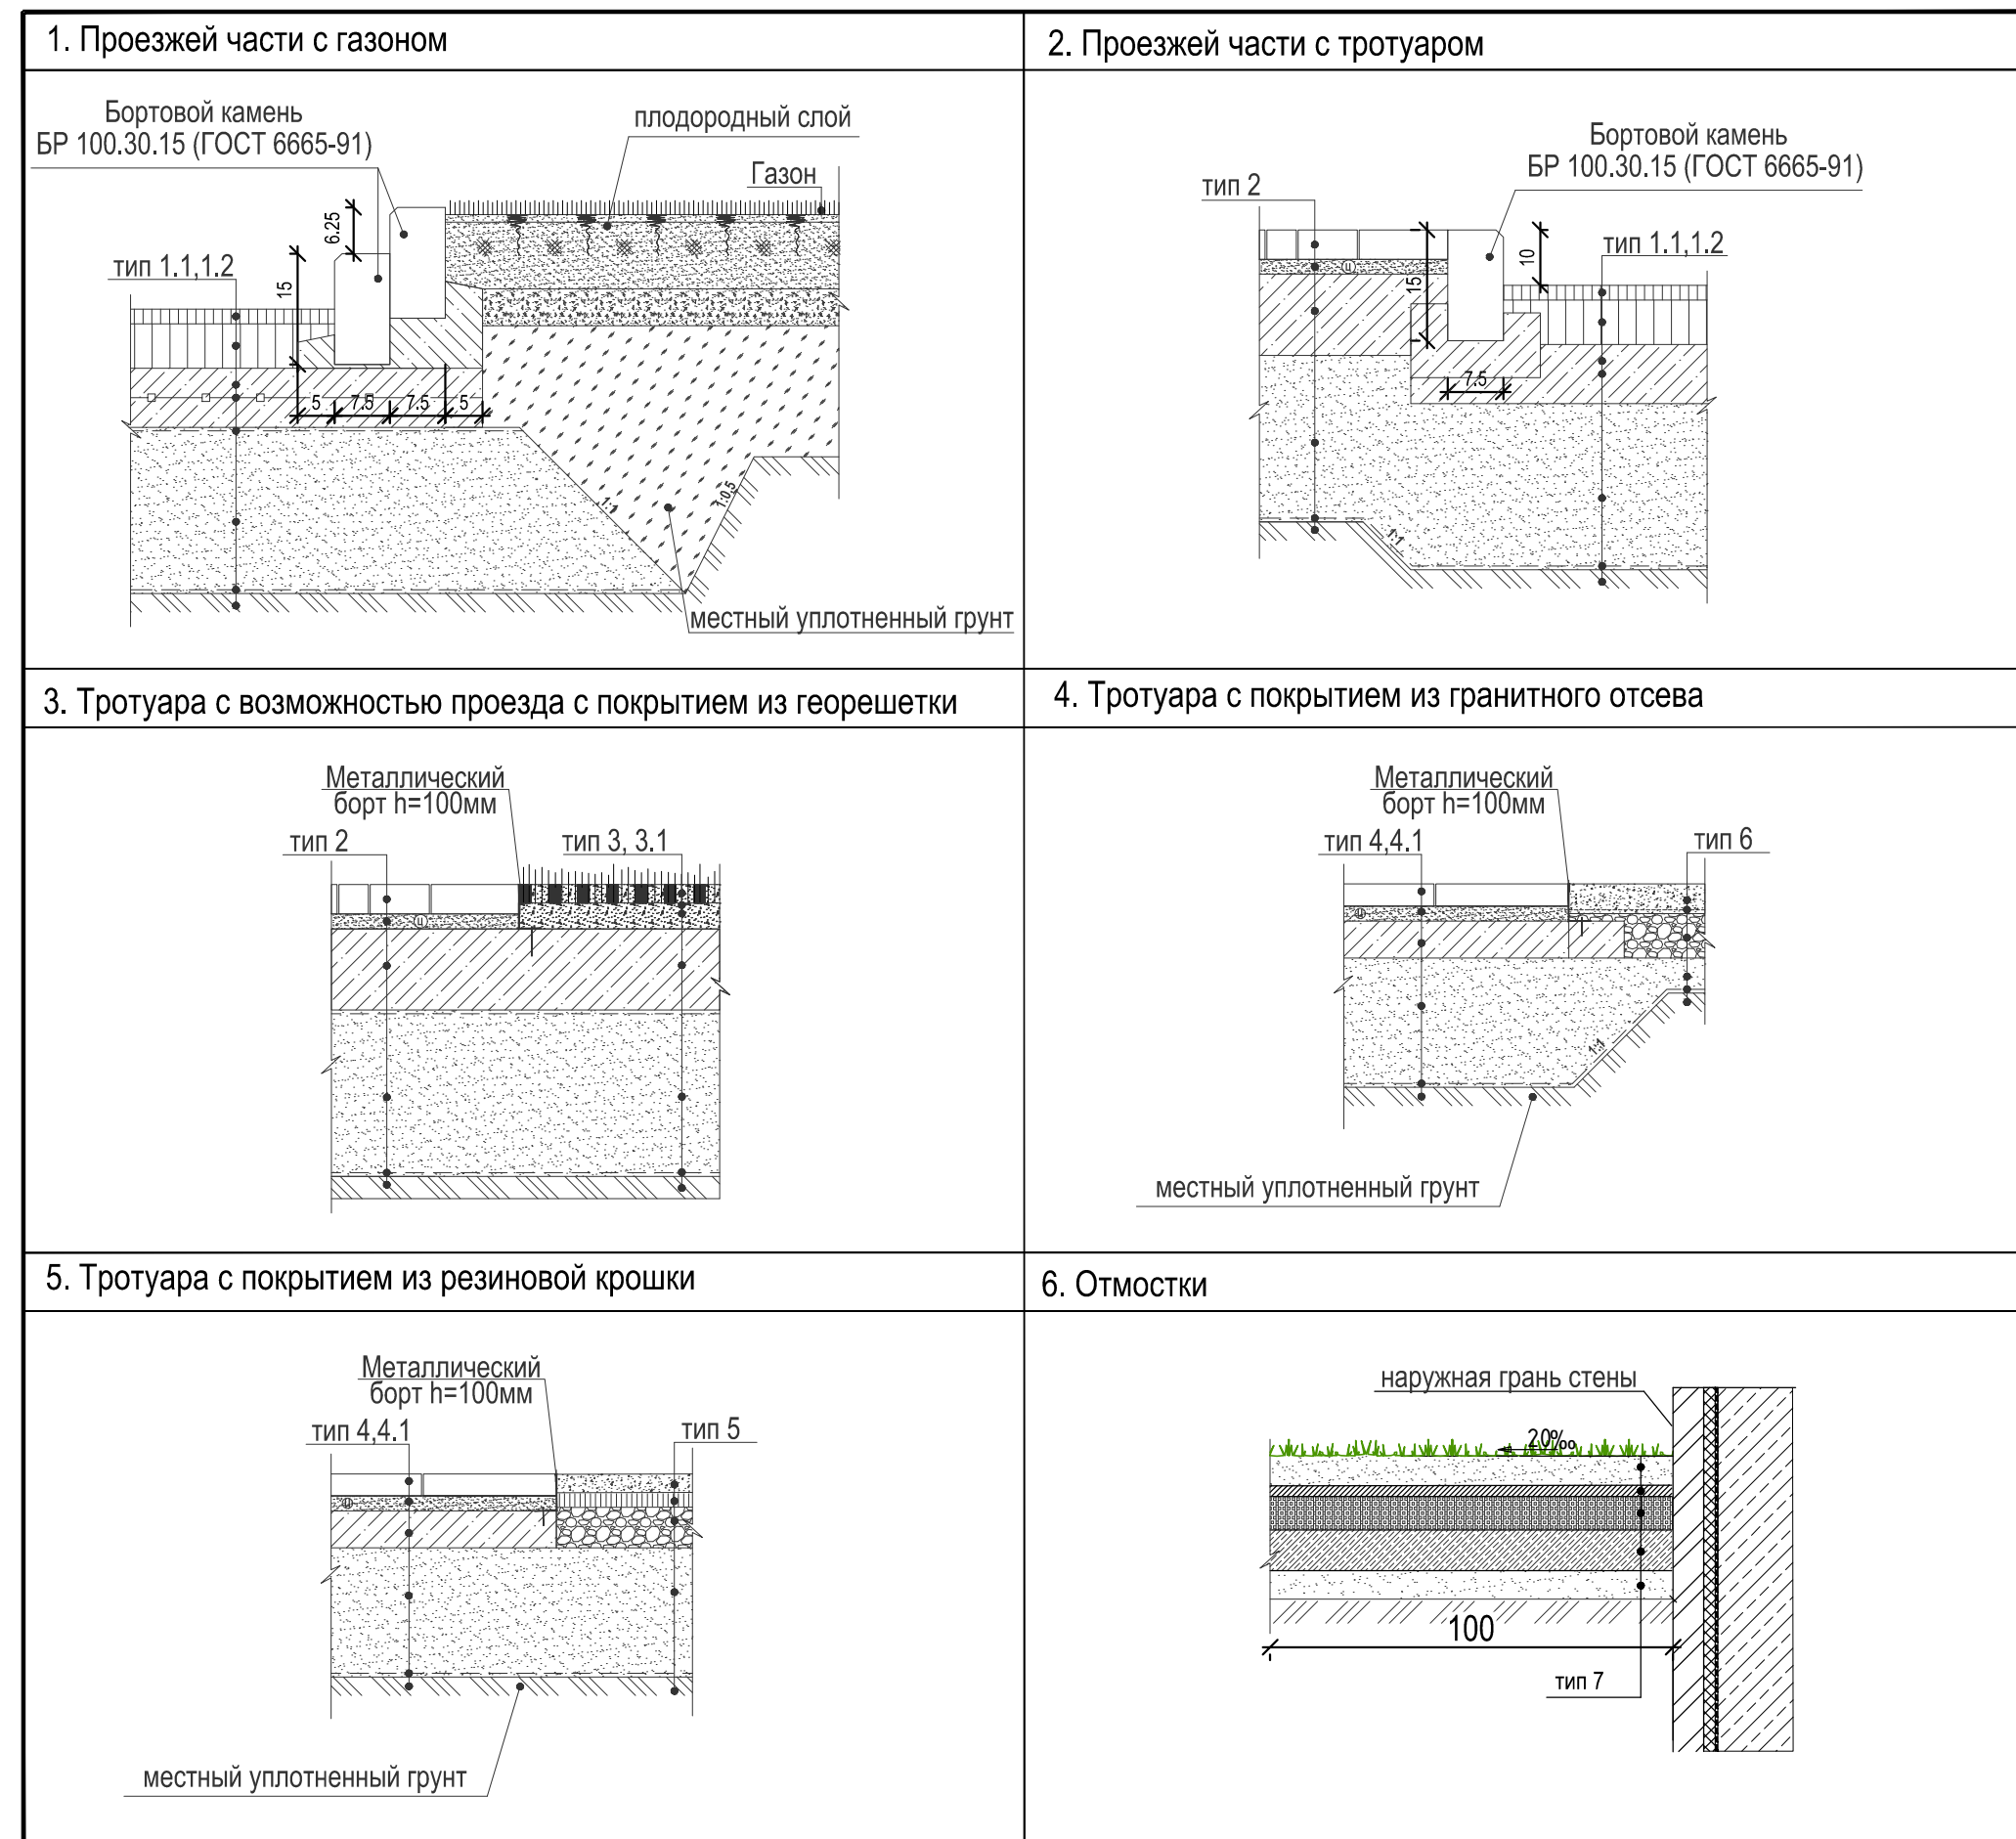 1. Проезжей части с газоном
Бортовой камень
БР 100.30.15 (ГОСТ 6665-91)
плодородный слой
Газон
6.25
15
тип 1.1,1.2
5
7.5
7.5
5
1:1
1:0,5
местный уплотненный грунт
2. Проезжей части с тротуаром
Бортовой камень
БР 100.30.15 (ГОСТ 6665-91)
тип 2
тип 1.1,1.2
10
15
ц
7.5
1:1
3. Тротуара с возможностью проезда с покрытием из георешетки
Металлический
борт h=100мм
тип 2
тип 3, 3.1
ц
4. Тротуара с покрытием из гранитного отсева
Металлический
борт h=100мм
тип 4,4.1
тип 6
ц
1:1
местный уплотненный грунт
5. Тротуара с покрытием из резиновой крошки
Металлический
борт h=100мм
тип 4,4.1
тип 5
ц
местный уплотненный грунт
6. Отмостки
наружная грань стены
20‰
100
тип 7